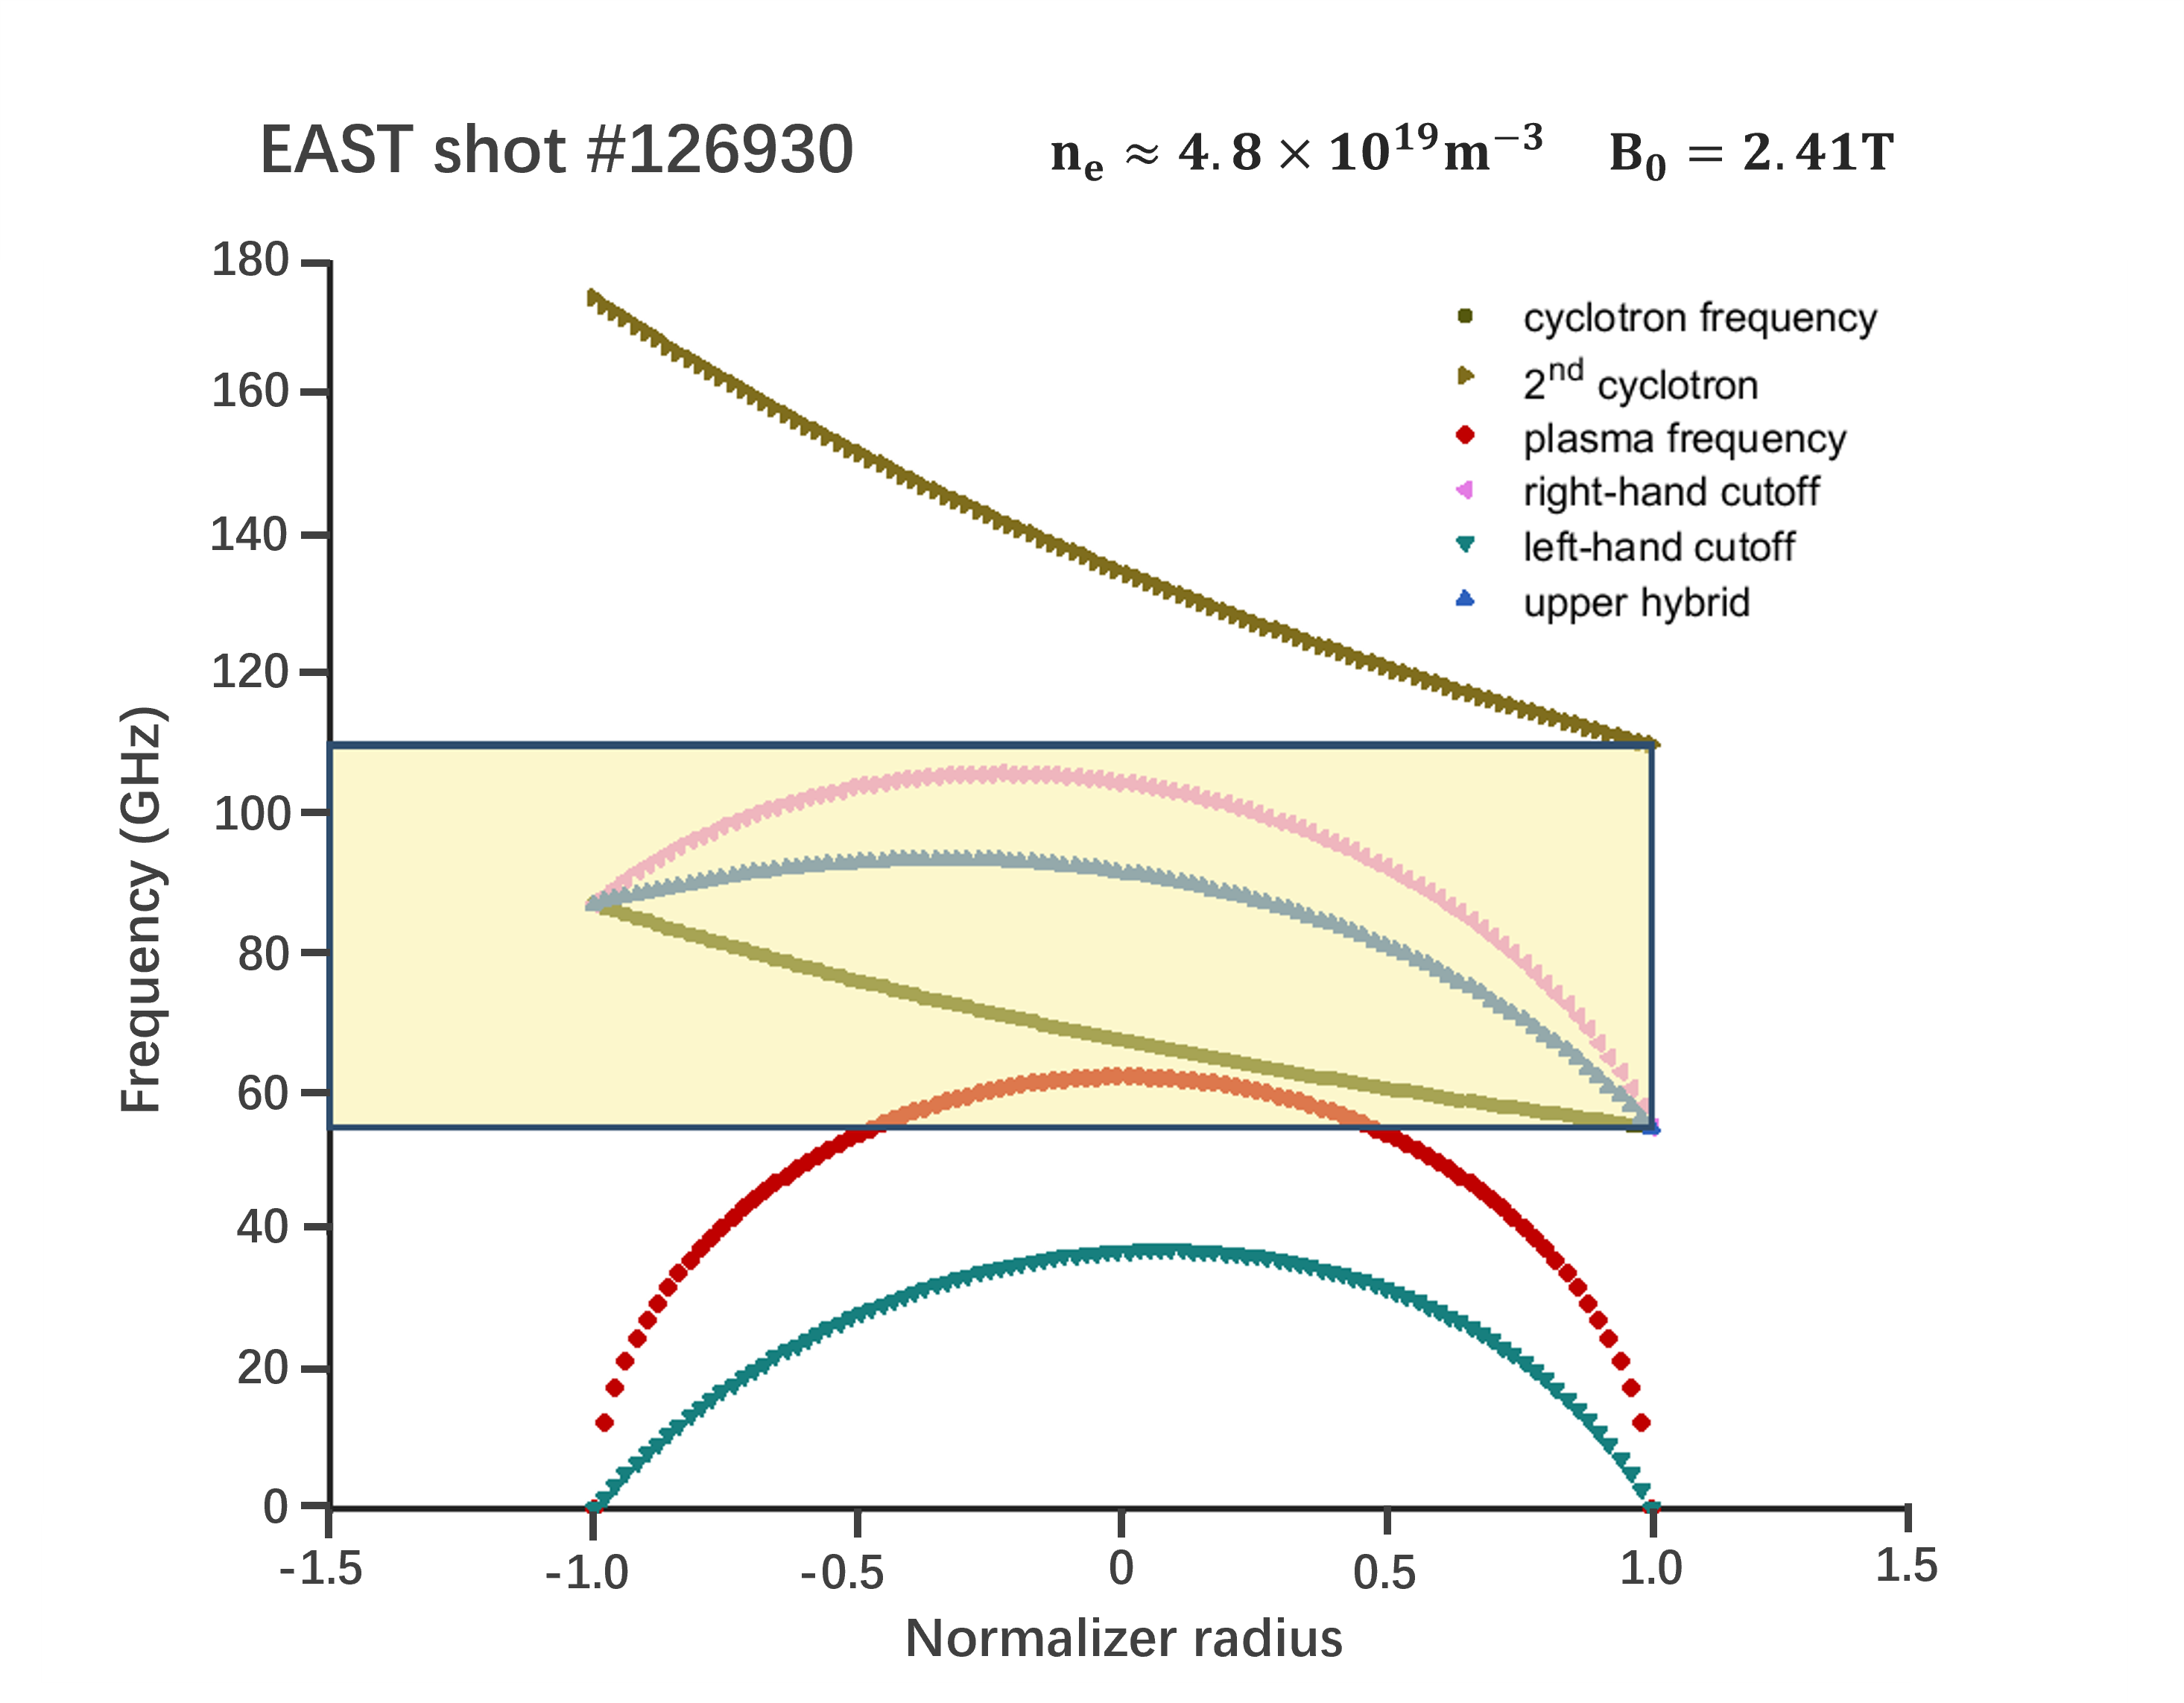 EAST shot #126930
nₑ ≈ 4.8 × 10¹⁹m⁻³ B₀ = 2.41T
180
160
140
120
100
80
60
40
20
0
Frequency (GHz)
cyclotron frequency
2ⁿᵈ cyclotron
plasma frequency
right-hand cutoff
left-hand cutoff
upper hybrid
-1.5 -1.0 -0.5 0 0.5 1.0 1.5
Normalizer radius